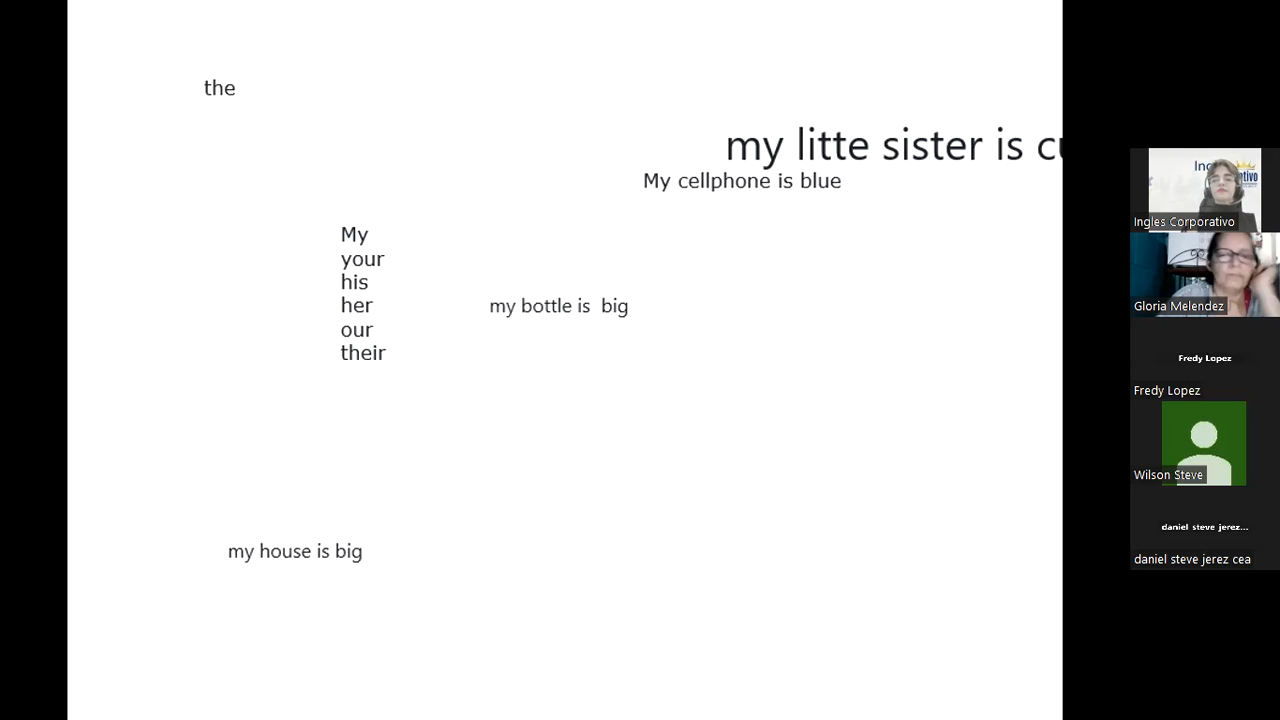 the
my litte sister is
My cellphone is blue
My
your
his
her
our
their
my bottle is big
my house is big
Ingles Corporativo
Gloria Melendez
Fredy Lopez
Fredy Lopez
Wilson Steve
daniel steve jerez...
daniel steve jerez cea